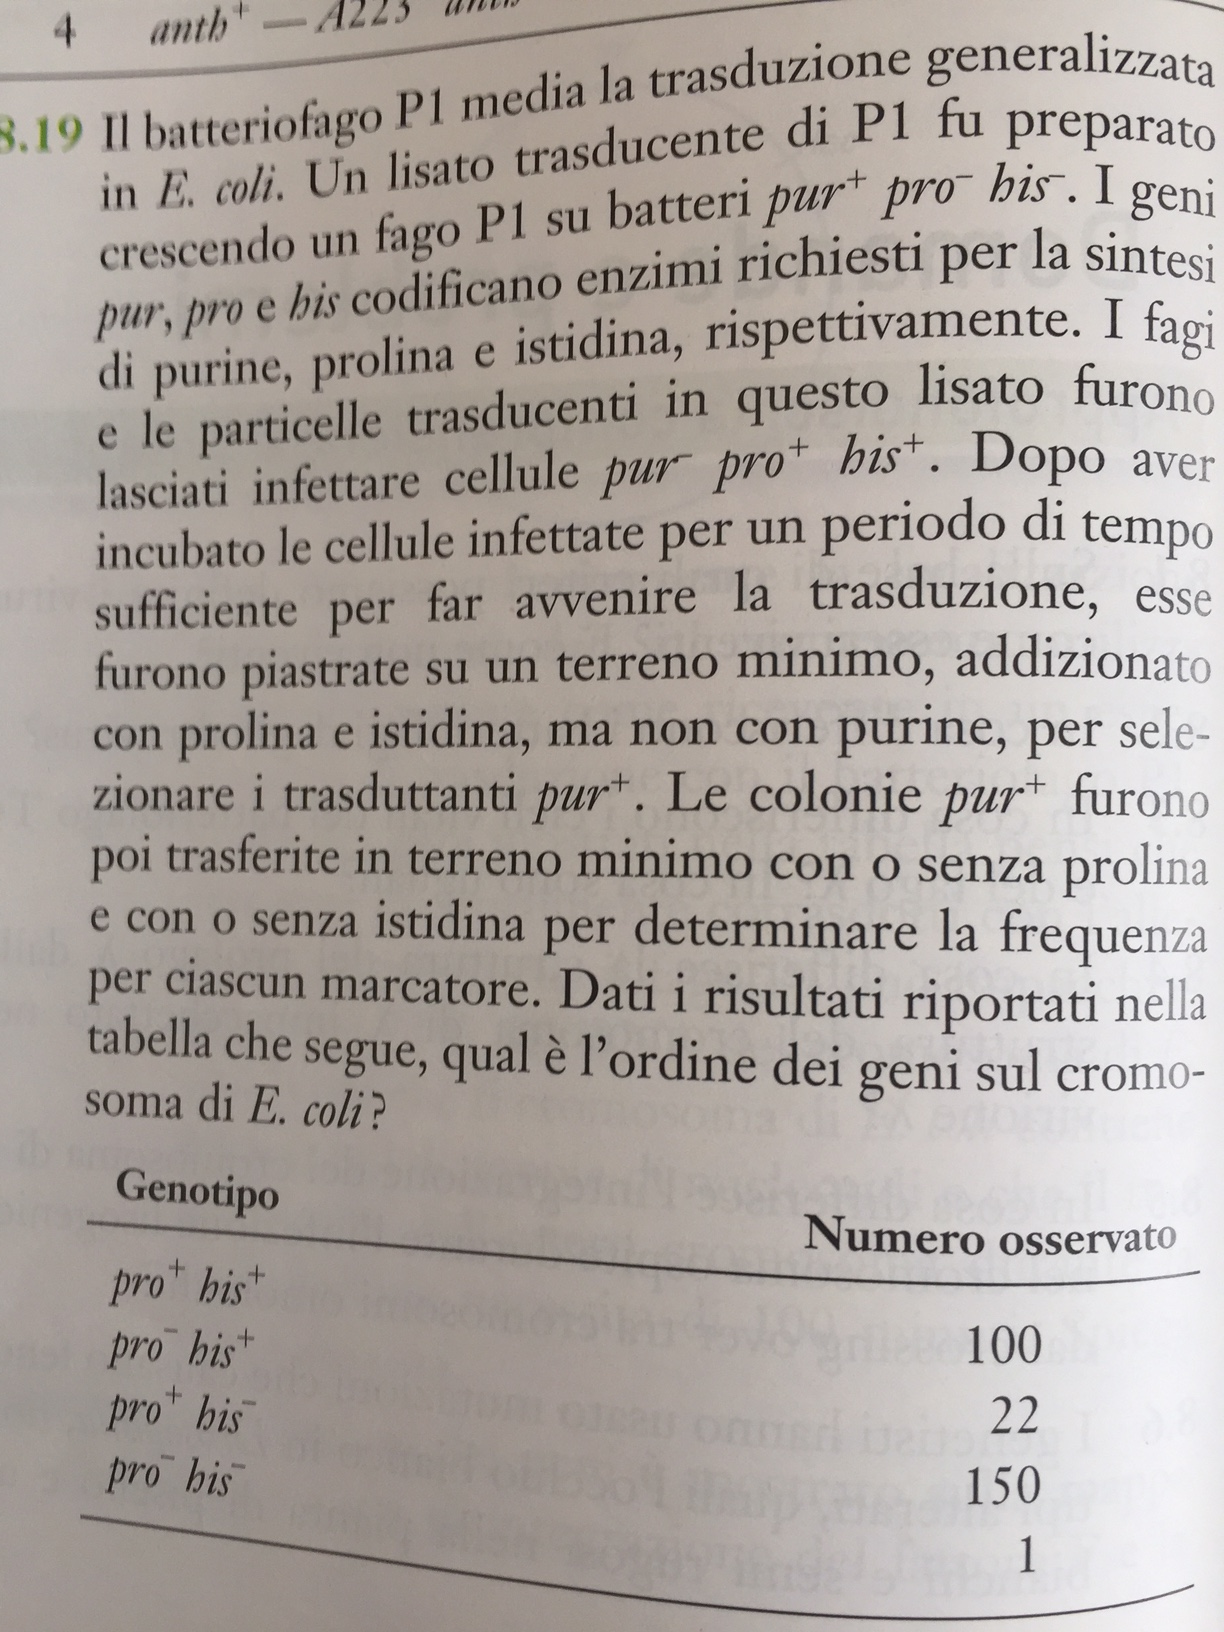 4 anth⁺ — A223
8.19 Il batteriofago P1 media la trasduzione generalizzata
in E. coli. Un lisato trasducente di P1 fu preparato
crescendo un fago P1 su batteri pur⁺ pro⁻ his⁻. I geni
pur, pro e his codificano enzimi richiesti per la sintesi
di purine, prolina e istidina, rispettivamente. I fagi
e le particelle trasducenti in questo lisato furono
lasciati infettare cellule pur⁻ pro⁺ his⁺. Dopo aver
incubato le cellule infettate per un periodo di tempo
sufficiente per far avvenire la trasduzione, esse
furono piastrate su un terreno minimo, addizionato
con prolina e istidina, ma non con purine, per sele-
zionare i trasduttanti pur⁺. Le colonie pur⁺ furono
poi trasferite in terreno minimo con o senza prolina
e con o senza istidina per determinare la frequenza
per ciascun marcatore. Dati i risultati riportati nella
tabella che segue, qual è l'ordine dei geni sul cromo-
soma di E. coli?
Genotipo Numero osservato
pro⁺ his⁺ 100
pro⁻ his⁺ 22
pro⁺ his⁻ 150
pro⁻ his⁻ 1